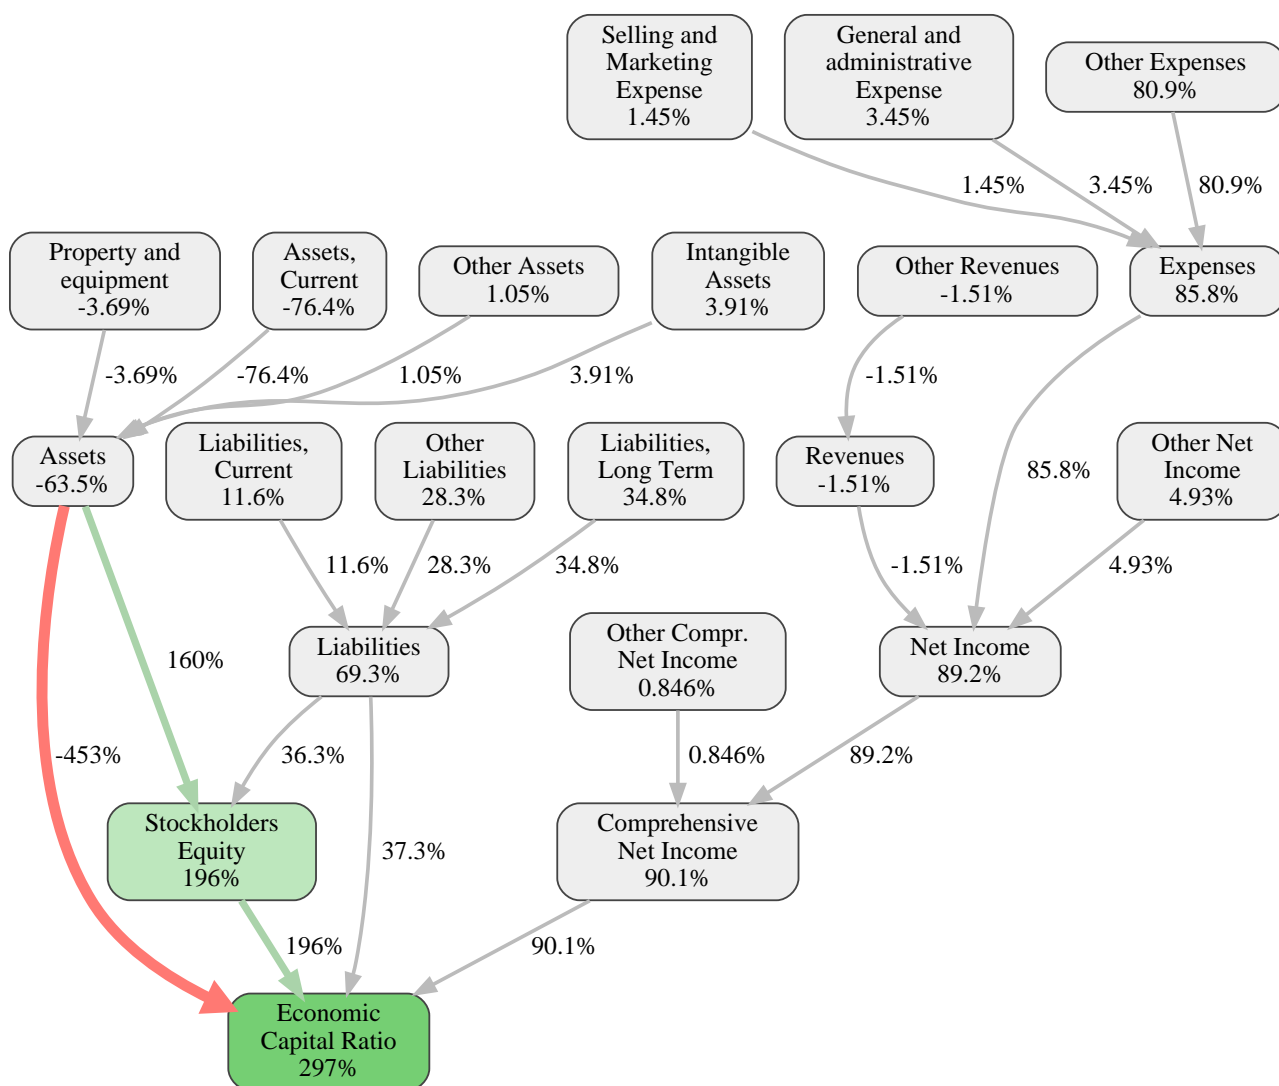 Selling and
Marketing
Expense
1.45%
General and
administrative
Expense
3.45%
Other Expenses
80.9%
1.45%
3.45%
80.9%
Property and
equipment
-3.69%
Assets,
Current
-76.4%
Other Assets
1.05%
Intangible
Assets
3.91%
Other Revenues
-1.51%
Expenses
85.8%
-3.69%
-76.4%
1.05%
3.91%
-1.51%
85.8%
Assets
-63.5%
Liabilities,
Current
11.6%
Other
Liabilities
28.3%
Liabilities,
Long Term
34.8%
Revenues
-1.51%
Other Net
Income
4.93%
11.6%
28.3%
34.8%
-1.51%
4.93%
160%
Liabilities
69.3%
Other Compr.
Net Income
0.846%
Net Income
89.2%
-453%
36.3%
0.846%
89.2%
Stockholders
Equity
196%
37.3%
Comprehensive
Net Income
90.1%
196%
90.1%
Economic
Capital Ratio
297%